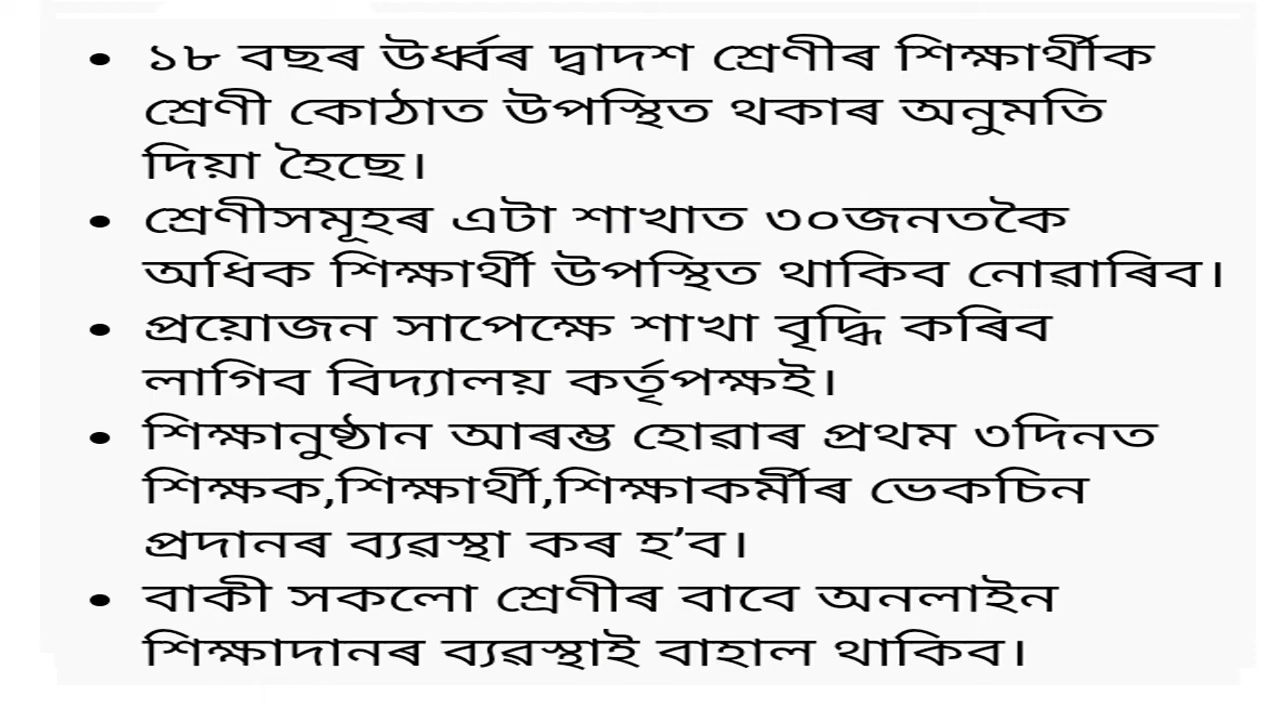 • ১৮ বছৰ উৰ্ধ্বৰ দ্বাদশ শ্ৰেণীৰ শিক্ষাৰ্থীক
শ্ৰেণী কোঠাত উপস্থিত থকাৰ অনুমতি
দিয়া হৈছে।
• শ্ৰেণীসমূহৰ এটা শাখাত ৩০জনতকৈ
অধিক শিক্ষাৰ্থী উপস্থিত থাকিব নোৱাৰিব।
• প্ৰয়োজন সাপেক্ষে শাখা বৃদ্ধি কৰিব
লাগিব বিদ্যালয় কৰ্তৃপক্ষই।
• শিক্ষানুষ্ঠান আৰম্ভ হোৱাৰ প্ৰথম ৩দিনত
শিক্ষক,শিক্ষাৰ্থী,শিক্ষাকৰ্মীৰ ভেকচিন
প্ৰদানৰ ব্যৱস্থা কৰ হ’ব।
• বাকী সকলো শ্ৰেণীৰ বাবে অনলাইন
শিক্ষাদানৰ ব্যৱস্থাই বাহাল থাকিব।